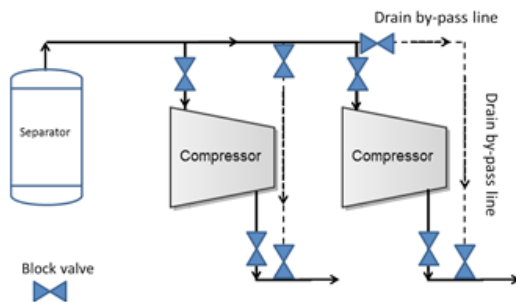 Drain by-pass line
Separator
Compressor
Compressor
Drain by-pass line
Block valve